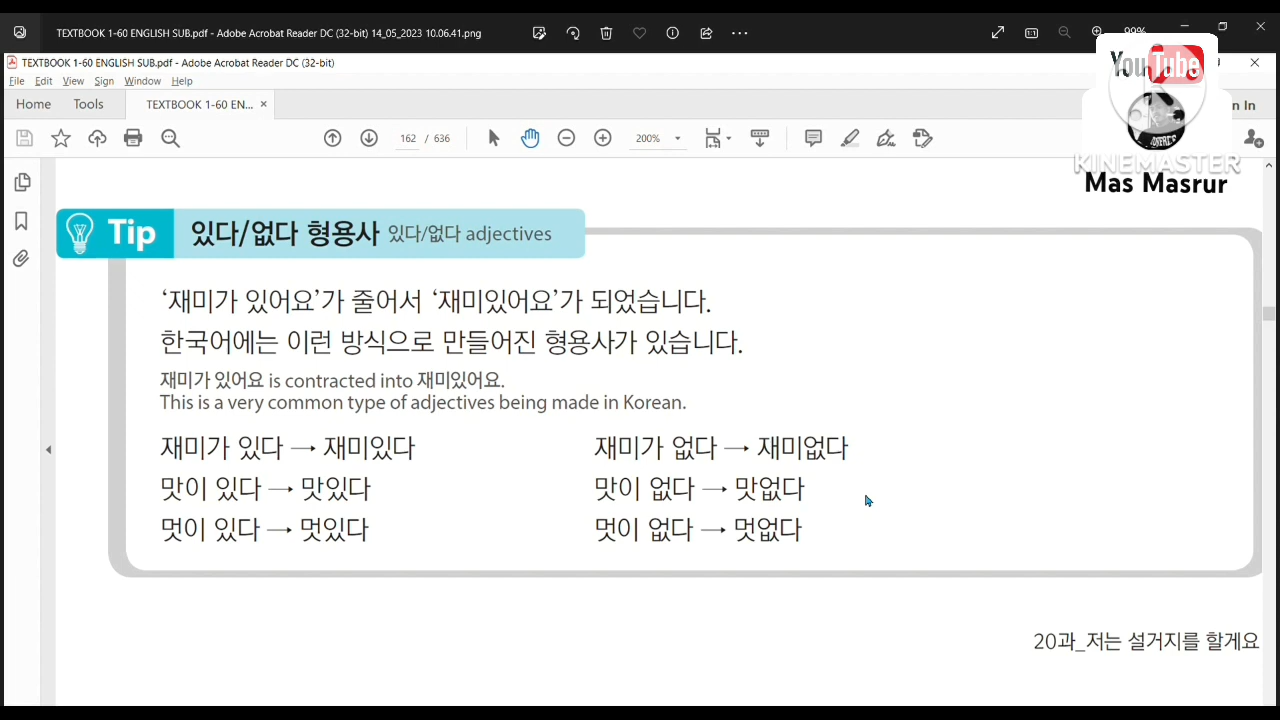 TEXTBOOK 1-60 ENGLISH SUB.pdf - Adobe Acrobat Reader DC (32-bit) 14_05_2023 10.06.41.png
99%
TEXTBOOK 1-60 ENGLISH SUB.pdf - Adobe Acrobat Reader DC (32-bit)
File Edit View Sign Window Help
YouTube
Home Tools TEXTBOOK 1-60 EN... × n In
162 / 636 200%
KINEMASTER
Mas Masrur
Tip 있다/없다 형용사 있다/없다 adjectives
‘재미가 있어요’가 줄어서 ‘재미있어요’가 되었습니다.
한국어에는 이런 방식으로 만들어진 형용사가 있습니다.
재미가 있어요 is contracted into 재미있어요.
This is a very common type of adjectives being made in Korean.
재미가 있다 → 재미있다 재미가 없다 → 재미없다
맛이 있다 → 맛있다 맛이 없다 → 맛없다
멋이 있다 → 멋있다 멋이 없다 → 멋없다
20과_저는 설거지를 할게요